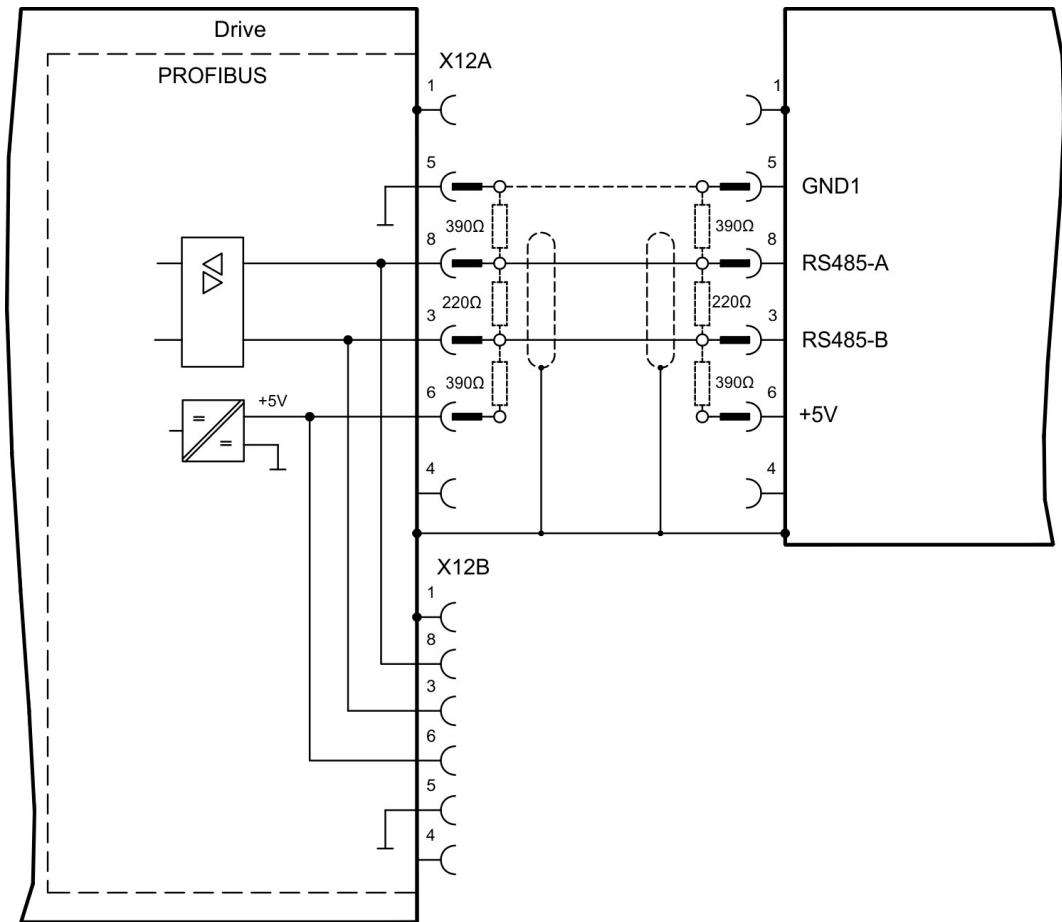 Drive
PROFIBUS
X12A
1 1
5 5 GND1
390Ω 390Ω
8 8 RS485-A
220Ω 220Ω
3 3 RS485-B
390Ω 390Ω
6 6 +5V
+5V
4 4
X12B
1
8
3
6
5
4